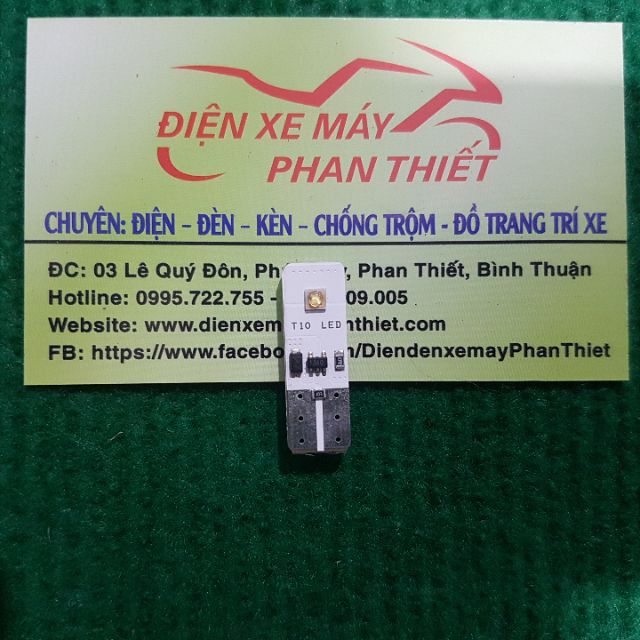 ĐIỆN XE MÁY
PHAN THIẾT
CHUYÊN: ĐIỆN - ĐÈN - KÈN - CHỐNG TRỘM - ĐỒ TRANG TRÍ XE
ĐC: 03 Lê Quý Đôn, Phan Thiết, Bình Thuận
Hotline: 0995.722.755 - 09.005
Website: www.dienxem nthiet.com
FB: https://www.facebo m/DiendenxemayPhanThiet
T10 LED